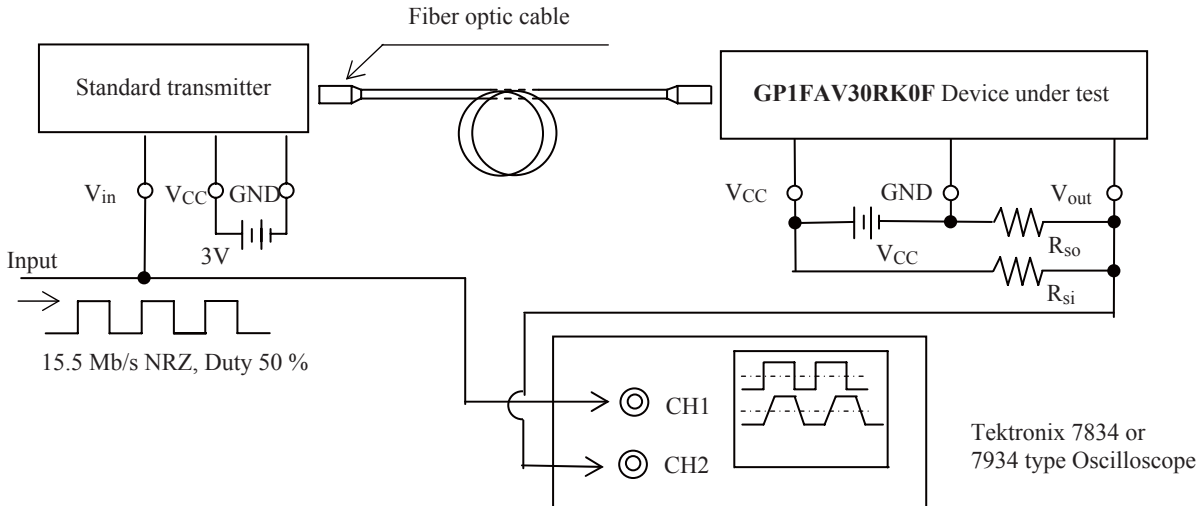 Fiber optic cable
Standard transmitter
GP1FAV30RK0F Device under test
Vin
VCC
GND
VCC
GND
Vout
3V
VCC
Rso
Input
Rsi
15.5 Mb/s NRZ, Duty 50 %
CH1
CH2
Tektronix 7834 or
7934 type Oscilloscope